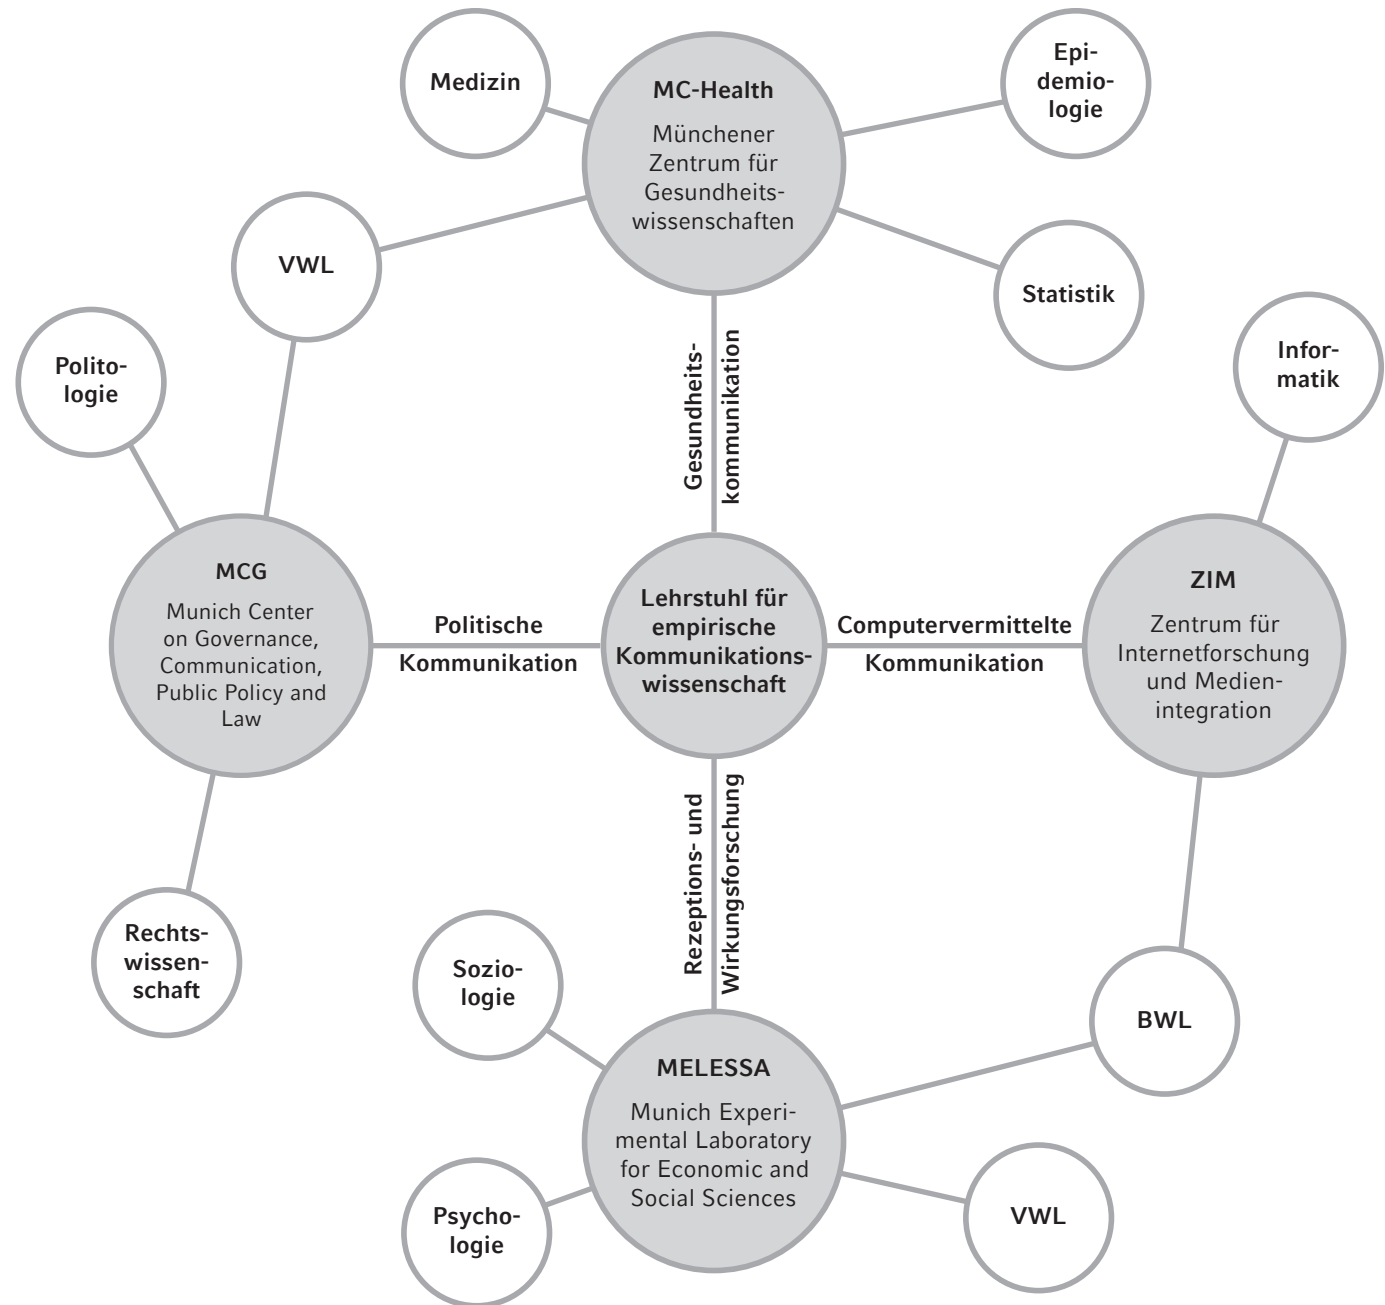 Medizin
MC-Health
Münchener
Zentrum für
Gesundheits-
wissenschaften
Epi-
demio-
logie
VWL
Statistik
Polito-
logie
Infor-
matik
Gesundheits-
kommunikation
MCG
Munich Center
on Governance,
Communication,
Public Policy and
Law
Politische
Kommunikation
Lehrstuhl für
empirische
Kommunikations-
wissenschaft
Computervermittelte
Kommunikation
ZIM
Zentrum für
Internetforschung
und Medien-
integration
Rezeptions- und
Wirkungsforschung
Rechts-
wissen-
schaft
Sozio-
logie
BWL
MELESSA
Munich Experi-
mental Laboratory
for Economic and
Social Sciences
Psycho-
logie
VWL